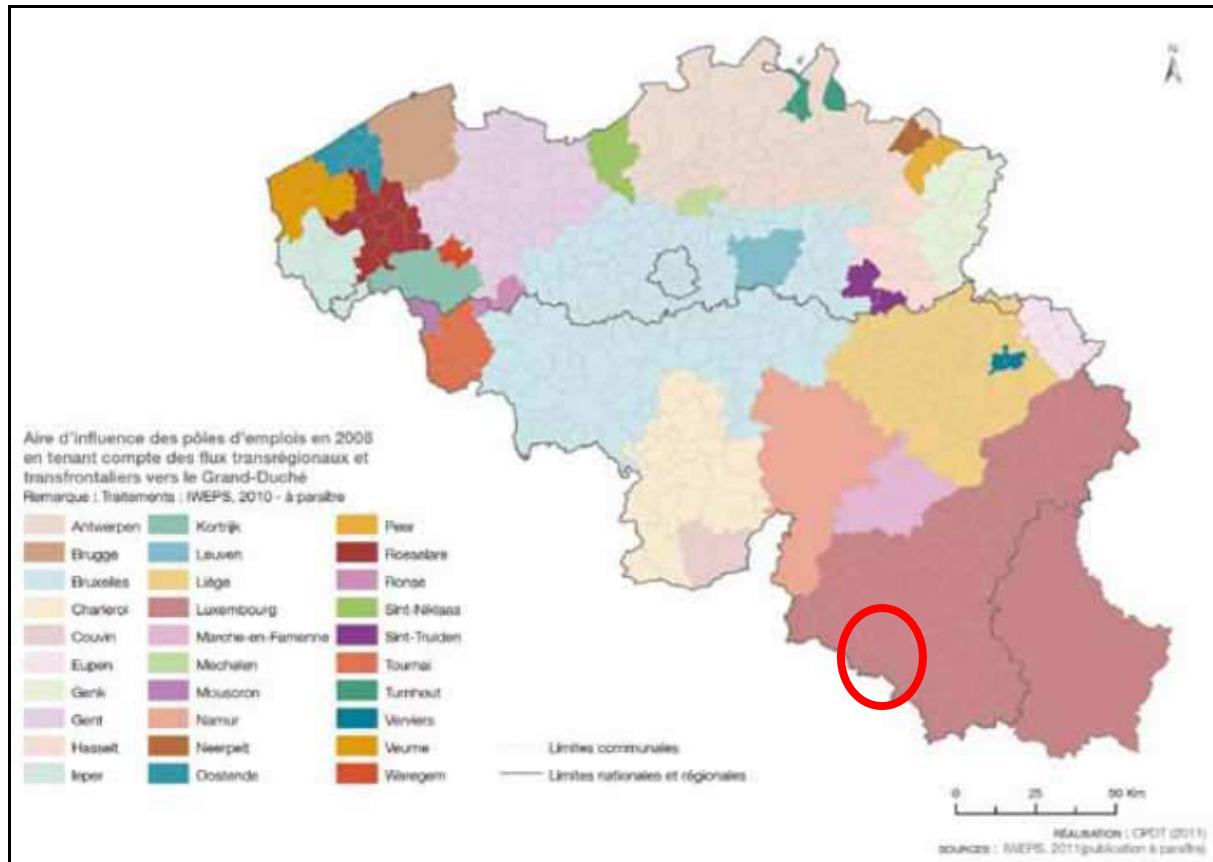 N
Aire d'influence des pôles d'emplois en 2008
en tenant compte des flux transrégionaux et
transfrontaliers vers le Grand-Duché
Remarque : Traitements : IWEPS, 2010 - à paraître
Antwerpen
Brugge
Bruxelles
Charleroi
Couvin
Eupen
Genk
Gent
Hasselt
Ieper
Kortrijk
Leuven
Liège
Luxembourg
Marche-en-Famenne
Mechelen
Mouscron
Namur
Neerpelt
Oostende
Peer
Roeselare
Ronse
Sint-Niklaas
Sint-Truiden
Tournai
Turnhout
Verviers
Veurne
Waregem
Limites communales
Limites nationales et régionales
0 25 50 Km
RÉALISATION : CPDT (2011)
SOURCES : IWEPS, 2011(publication à paraître)